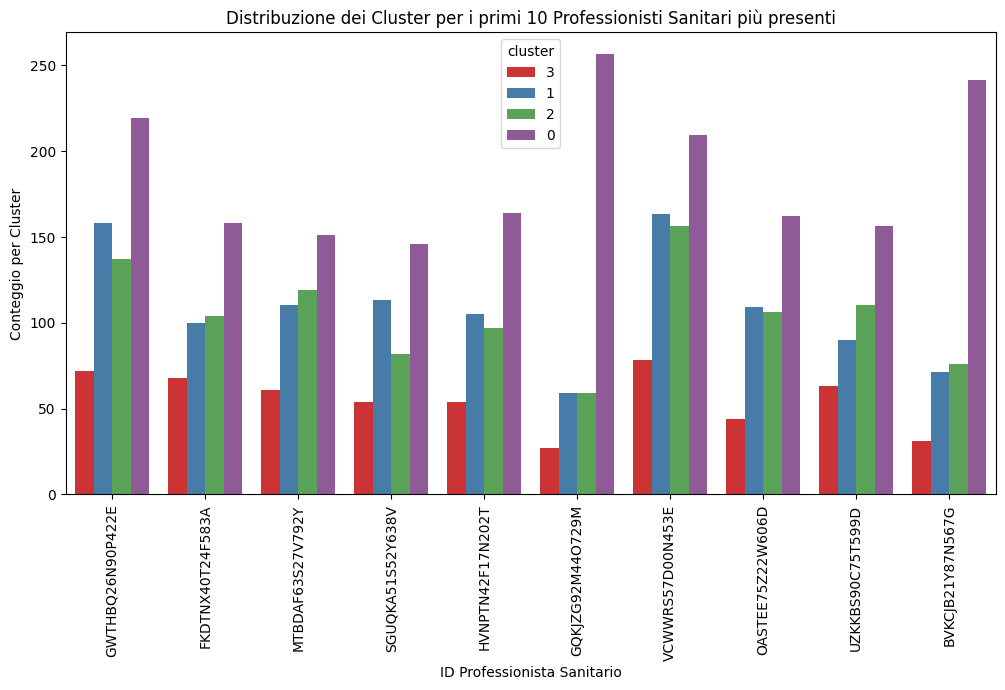 Distribuzione dei Cluster per i primi 10 Professionisti Sanitari più presenti
cluster
3
1
2
0
Conteggio per Cluster
250
200
150
100
50
0
GWTHBQ26N90P422E
FKDTNX40T24F583A
MTBDAF63S27V792Y
SGUQKA51S52Y638V
HVNPTN42F17N202T
GQKJZG92M44O729M
VCWWRS57D00N453E
OASTEE75Z22W606D
UZKKBS90C75T599D
BVKCJB21Y87N567G
ID Professionista Sanitario